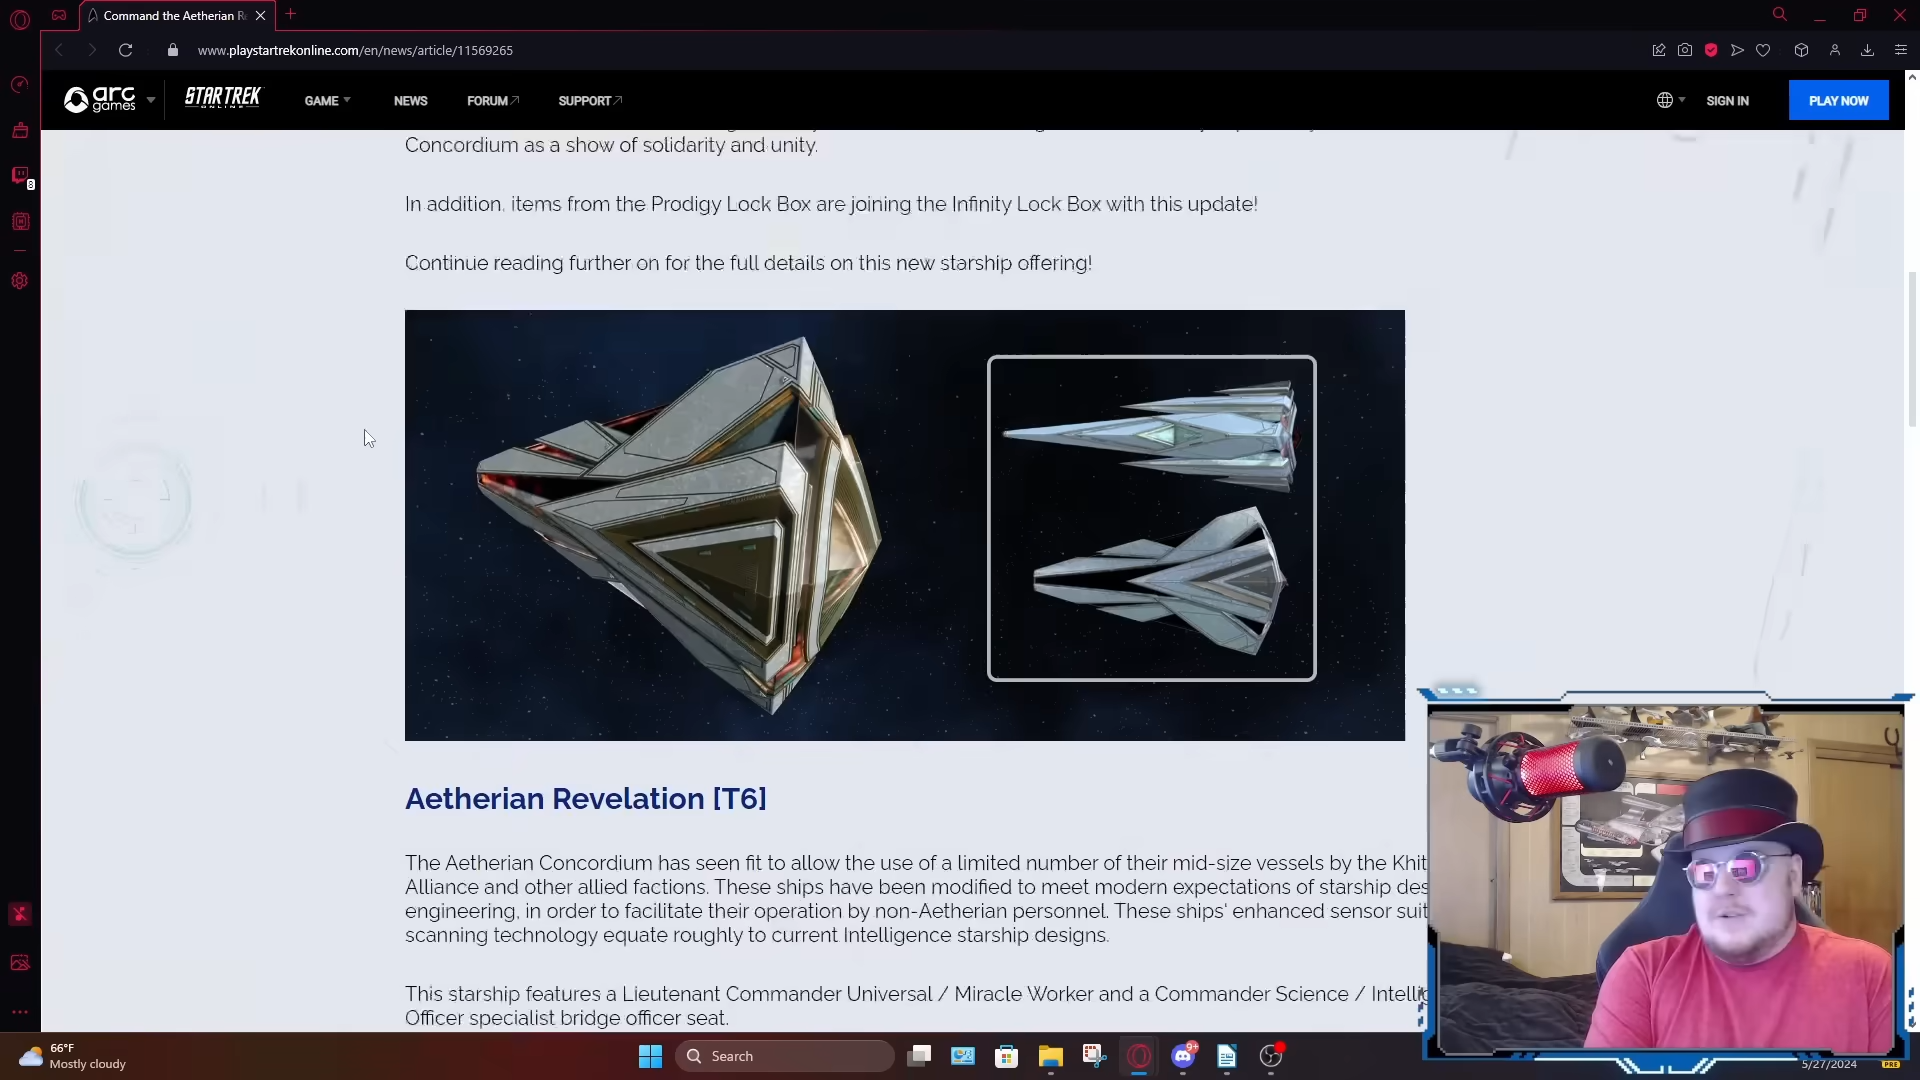 Command the Aetherian R
www.playstartrekonline.com/en/news/article/11569265
arc games
STAR TREK ONLINE
GAME
NEWS
FORUM
SUPPORT
SIGN IN
PLAY NOW
8
Concordium as a show of solidarity and unity.
In addition, items from the Prodigy Lock Box are joining the Infinity Lock Box with this update!
Continue reading further on for the full details on this new starship offering!
Aetherian Revelation [T6]
The Aetherian Concordium has seen fit to allow the use of a limited number of their mid-size vessels by the Khit
Alliance and other allied factions. These ships have been modified to meet modern expectations of starship des
engineering, in order to facilitate their operation by non-Aetherian personnel. These ships' enhanced sensor suit
scanning technology equate roughly to current Intelligence starship designs.
This starship features a Lieutenant Commander Universal / Miracle Worker and a Commander Science / Intellig
Officer specialist bridge officer seat.
66°F
Mostly cloudy
Search
9+
5/27/2024
PRE